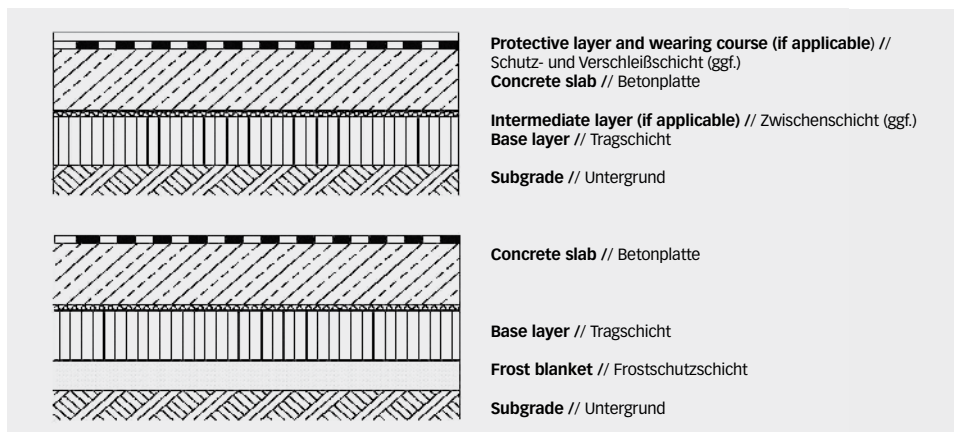 Protective layer and wearing course (if applicable) //
Schutz- und Verschleißschicht (ggf.)
Concrete slab // Betonplatte
Intermediate layer (if applicable) // Zwischenschicht (ggf.)
Base layer // Tragschicht
Subgrade // Untergrund
Concrete slab // Betonplatte
Base layer // Tragschicht
Frost blanket // Frostschutzschicht
Subgrade // Untergrund